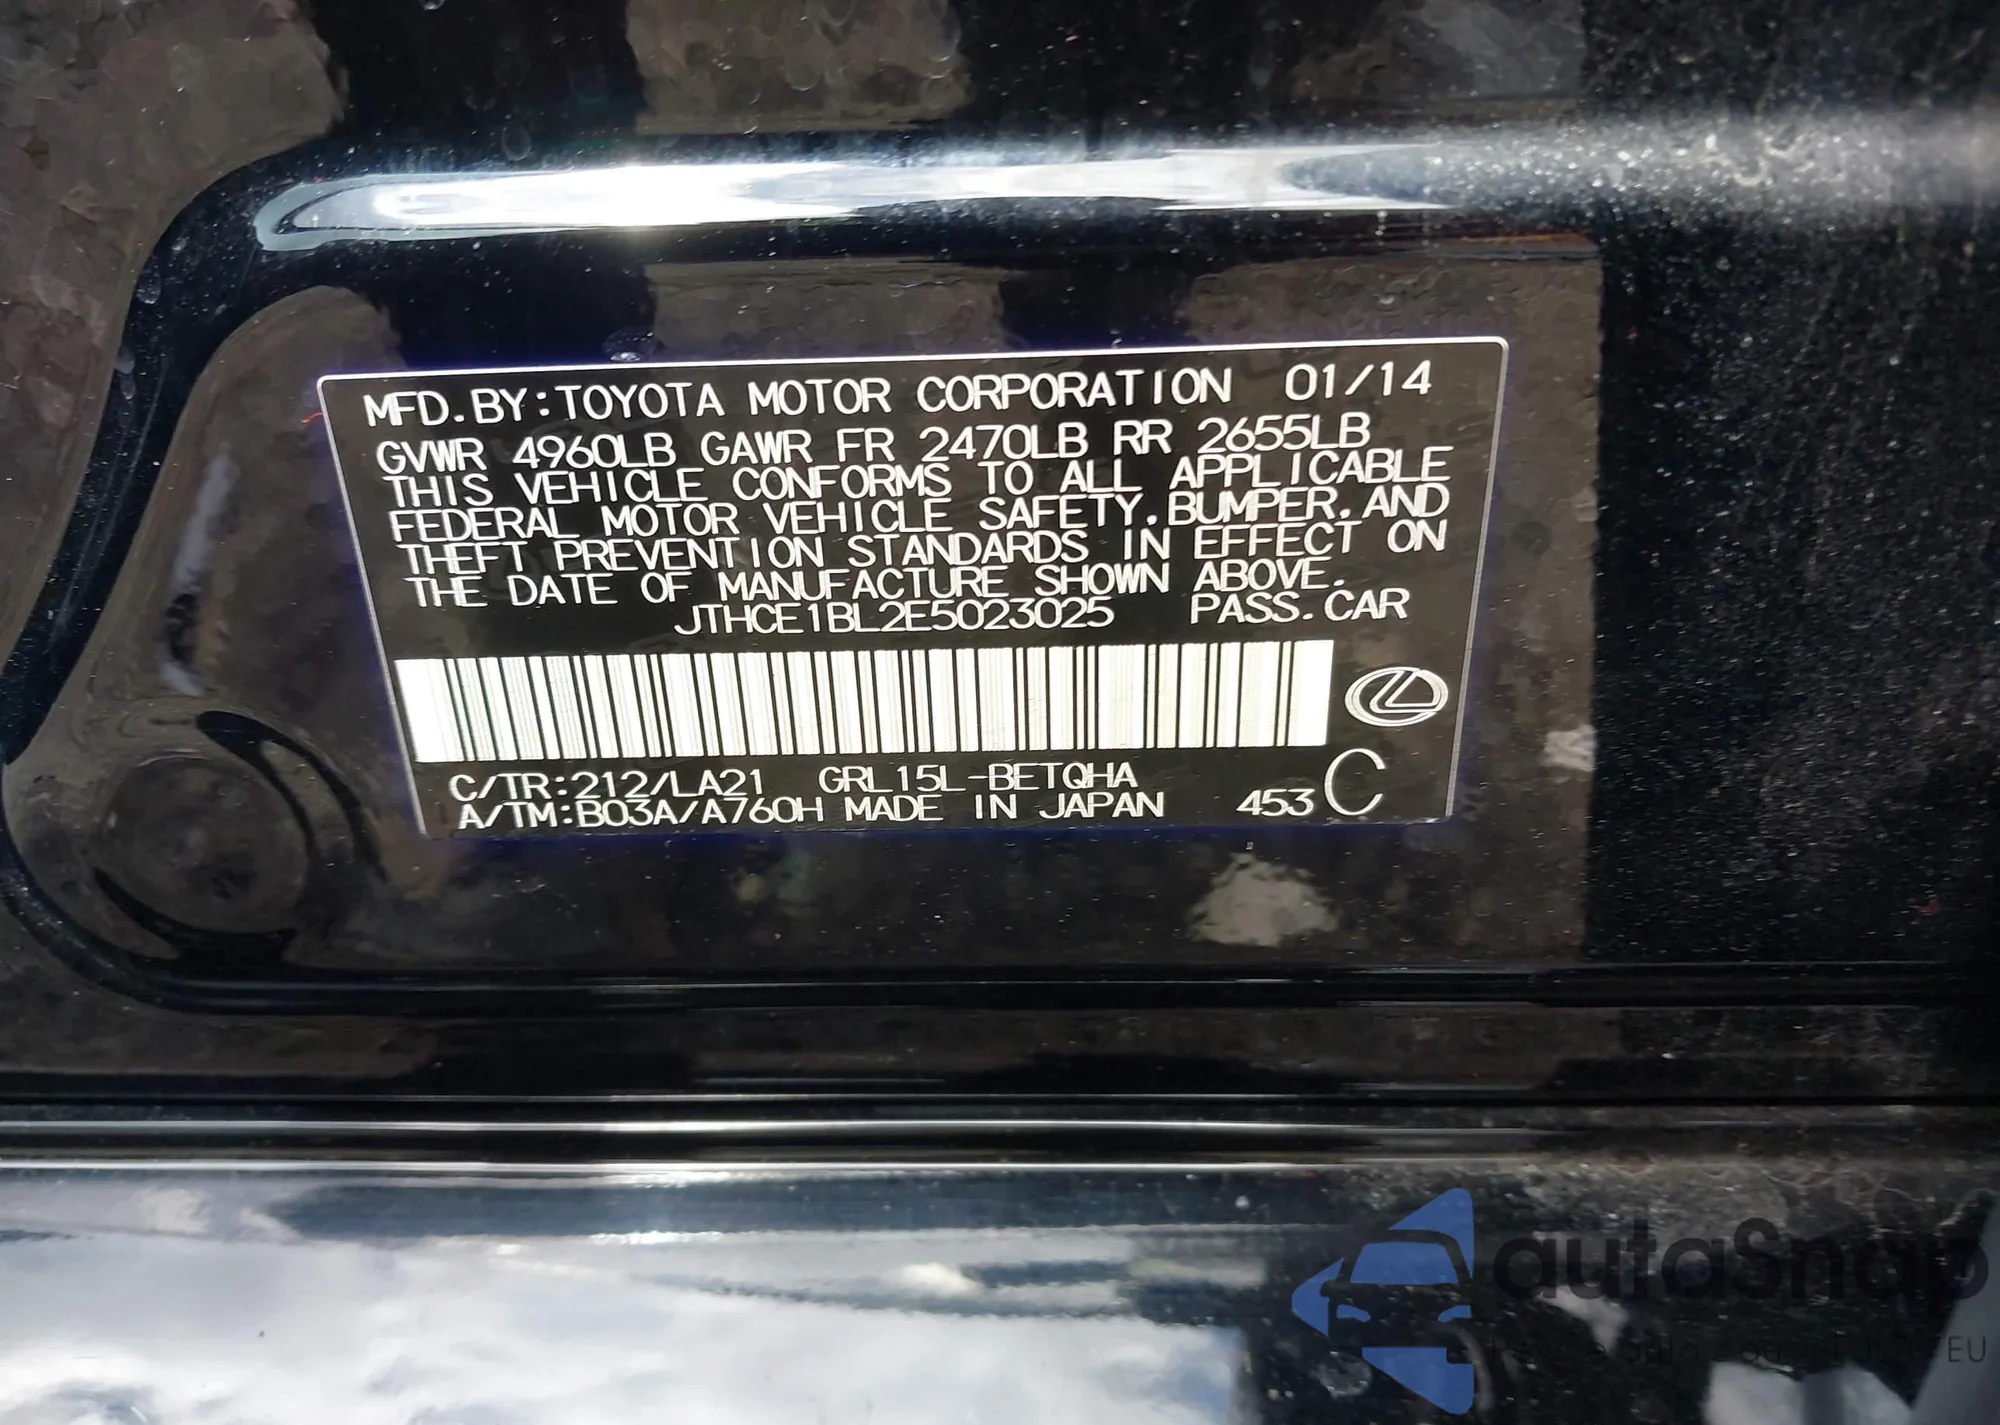 MFD.BY:TOYOTA MOTOR CORPORATION 01/14
GVWR 4960LB GAWR FR 2470LB RR 2655LB
THIS VEHICLE CONFORMS TO ALL APPLICABLE
FEDERAL MOTOR VEHICLE SAFETY.BUMPER.AND
THEFT PREVENTION STANDARDS IN EFFECT ON
THE DATE OF MANUFACTURE SHOWN ABOVE.
JTHCE1BL2E5023025 PASS.CAR
C/TR:212/LA21 GRL15L-BETQHA
A/TM:B03A/A760H MADE IN JAPAN 453 C
autoSnap
EU